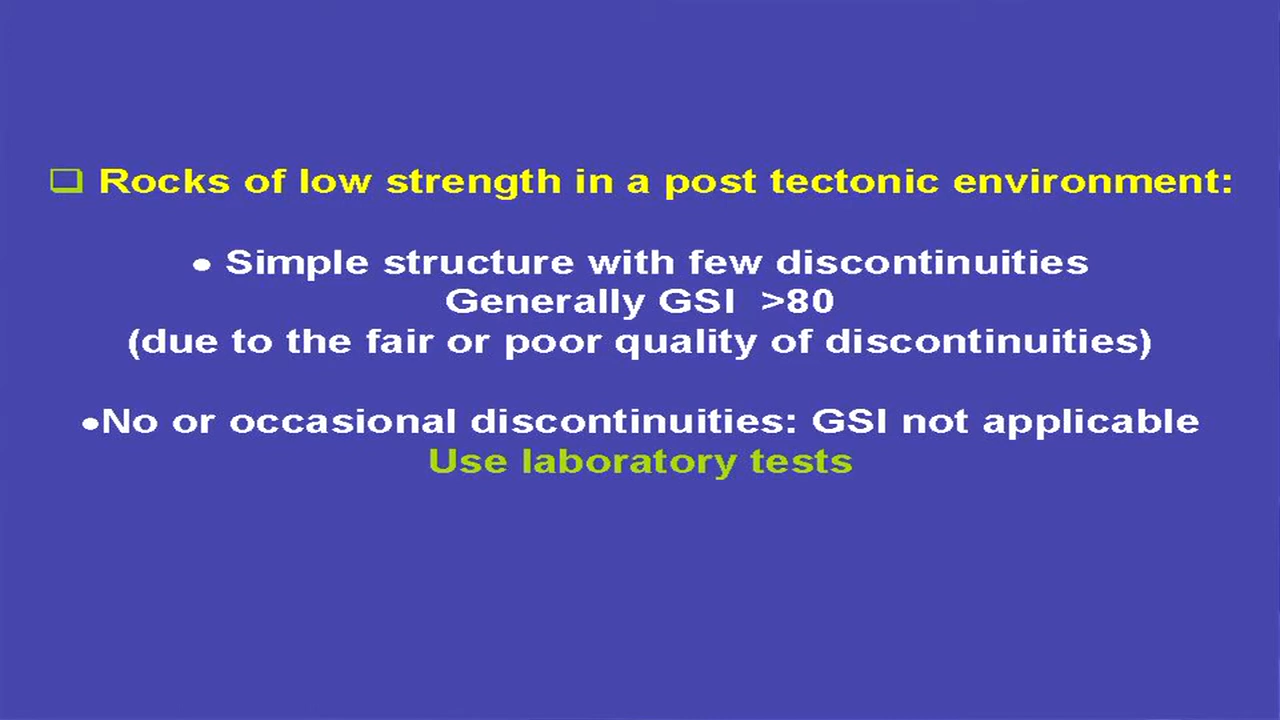 ❑ Rocks of low strength in a post tectonic environment:
• Simple structure with few discontinuities
Generally GSI >80
(due to the fair or poor quality of discontinuities)
•No or occasional discontinuities: GSI not applicable
Use laboratory tests